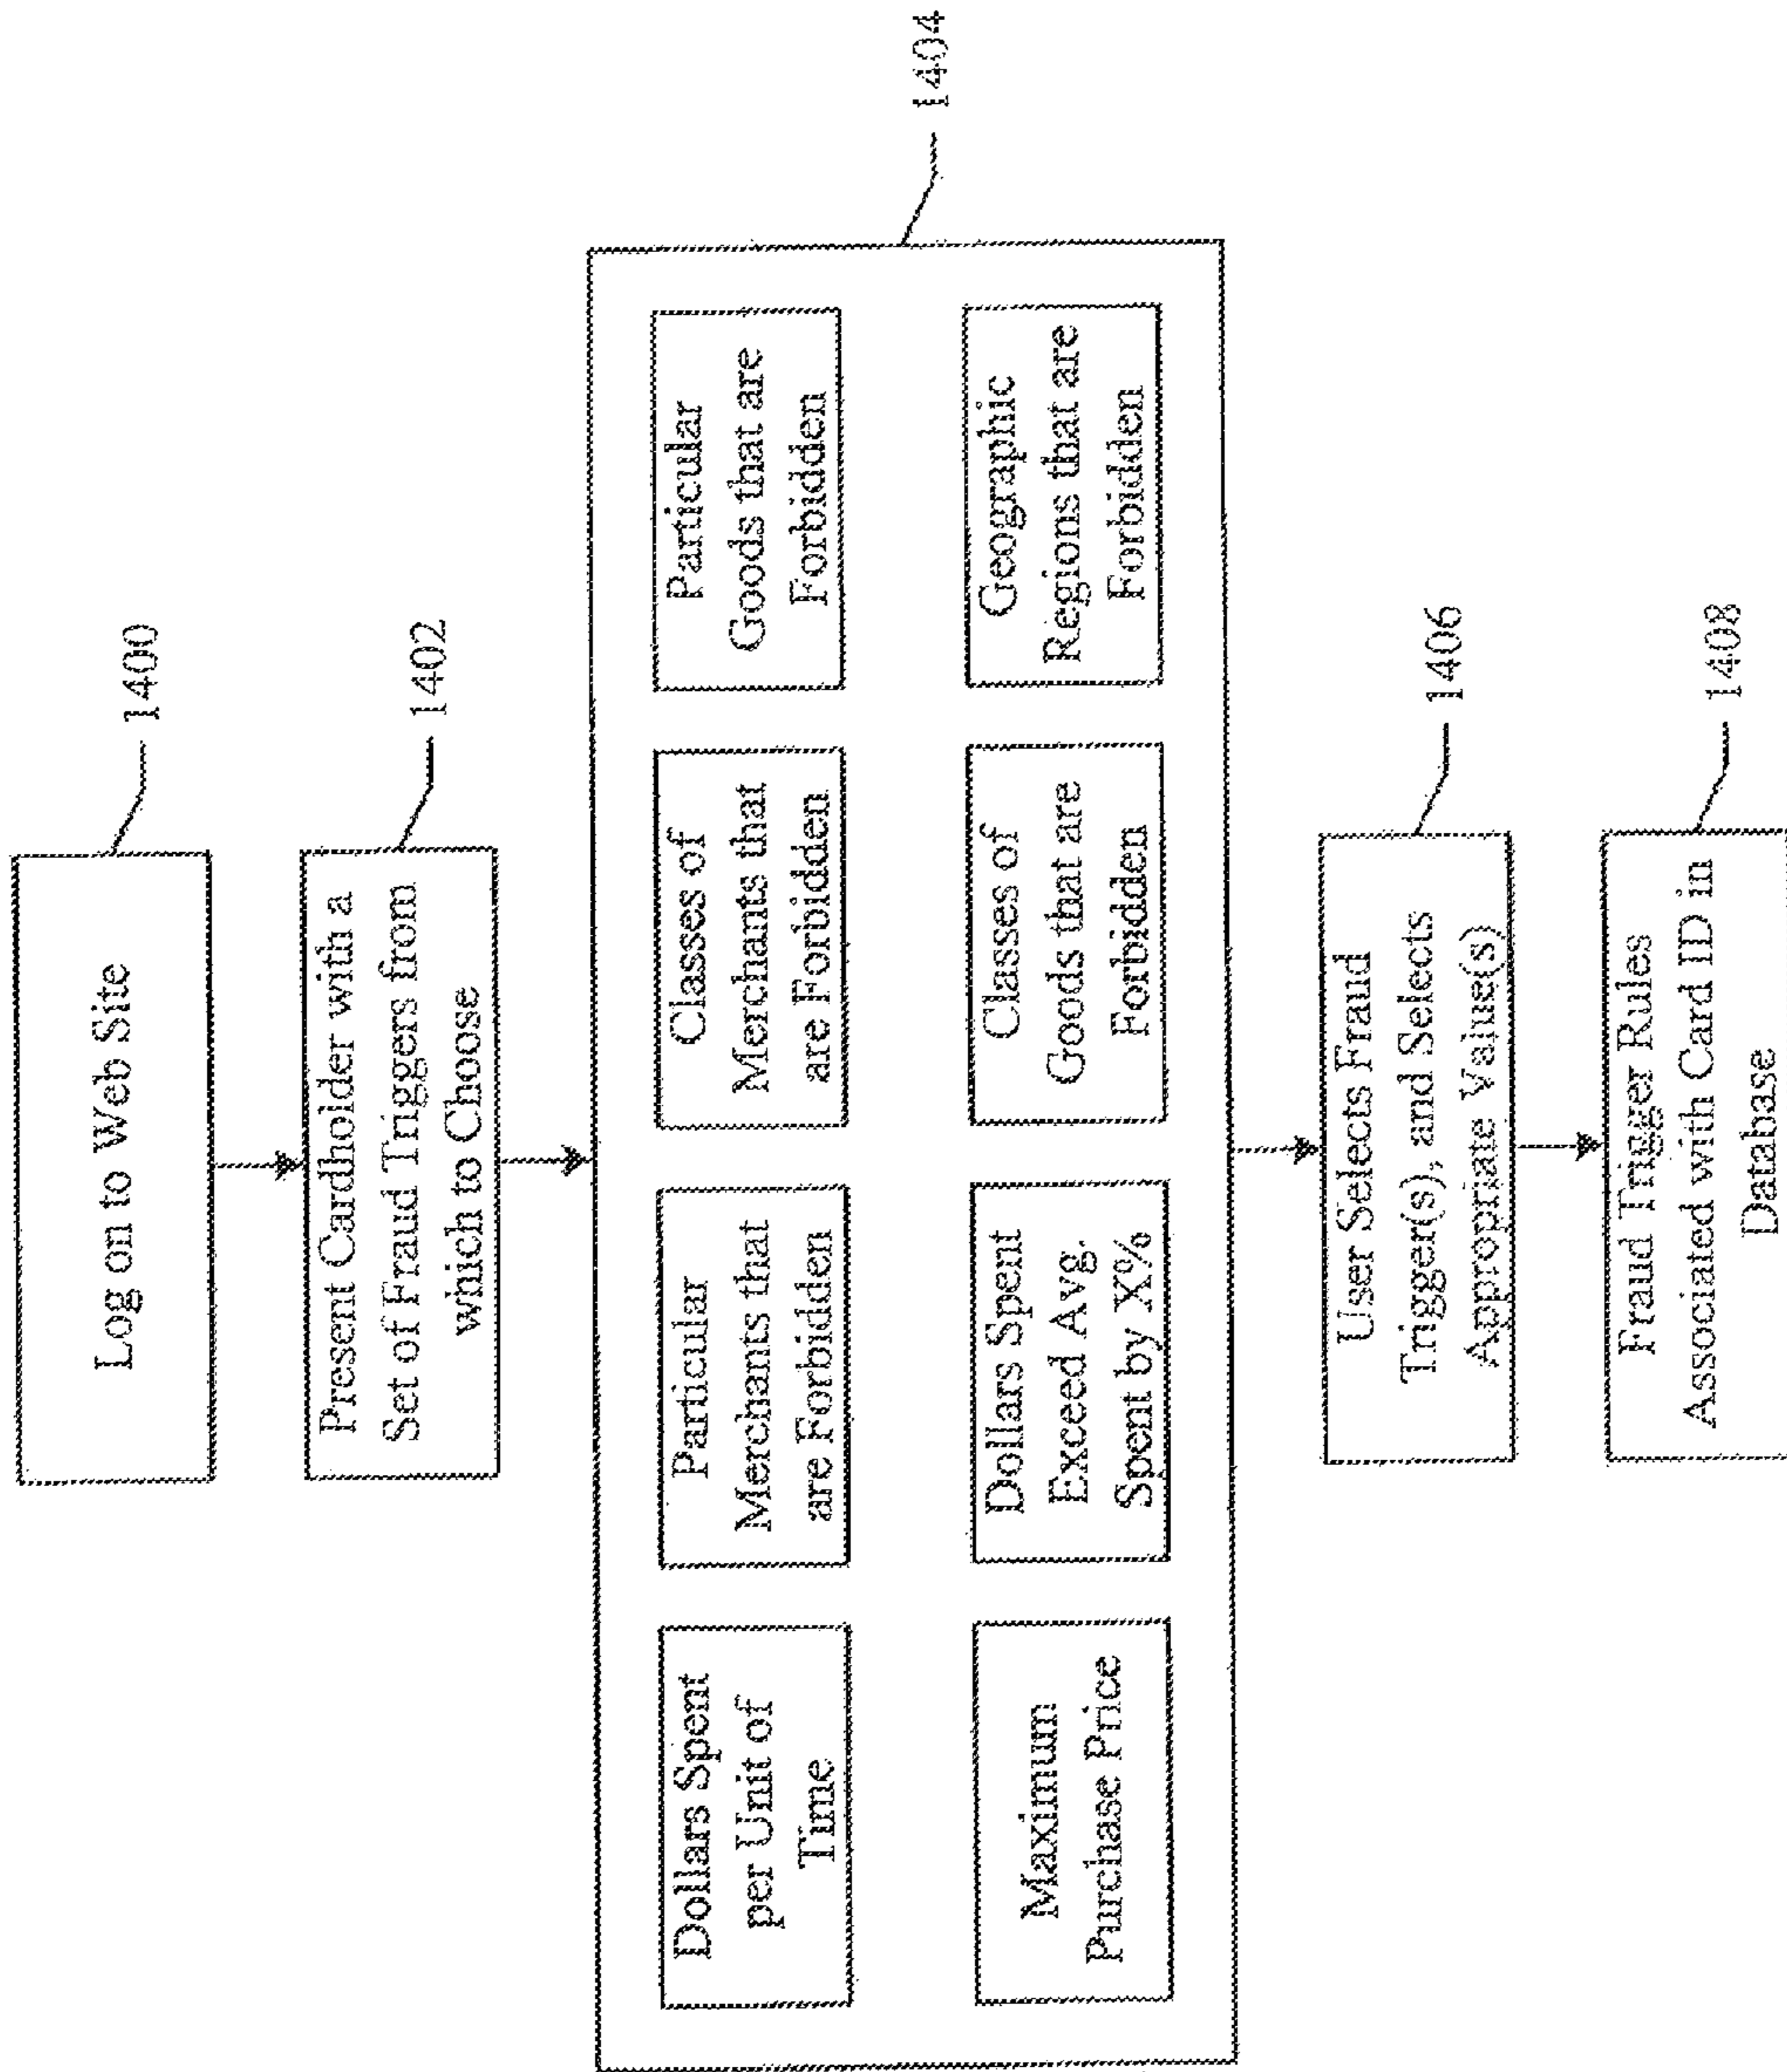 Log on to Web Site
1400
Present Cardholder with a
Set of Fraud Triggers from
which to Choose
1402
1404
Dollars Spent
per Unit of
Time
Particular
Merchants that
are Forbidden
Classes of
Merchants that
are Forbidden
Particular
Goods that are
Forbidden
Maximum
Purchase Price
Dollars Spent
Exceed Avg.
Spent by X%
Classes of
Goods that are
Forbidden
Geographic
Regions that are
Forbidden
User Selects Fraud
Trigger(s), and Selects
Appropriate Value(s)
1406
Fraud Trigger Rules
Associated with Card ID in
Database
1408